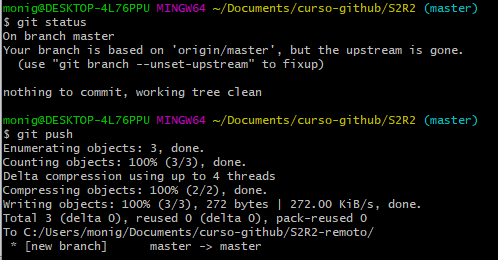 monig@DESKTOP-4L76PPU MINGW64 ~/Documents/curso-github/S2R2 (master)
$ git status
On branch master
Your branch is based on 'origin/master', but the upstream is gone.
  (use "git branch --unset-upstream" to fixup)

nothing to commit, working tree clean

monig@DESKTOP-4L76PPU MINGW64 ~/Documents/curso-github/S2R2 (master)
$ git push
Enumerating objects: 3, done.
Counting objects: 100% (3/3), done.
Delta compression using up to 4 threads
Compressing objects: 100% (2/2), done.
Writing objects: 100% (3/3), 272 bytes | 272.00 KiB/s, done.
Total 3 (delta 0), reused 0 (delta 0), pack-reused 0
To C:/Users/monig/Documents/curso-github/S2R2-remoto/
 * [new branch]      master -> master